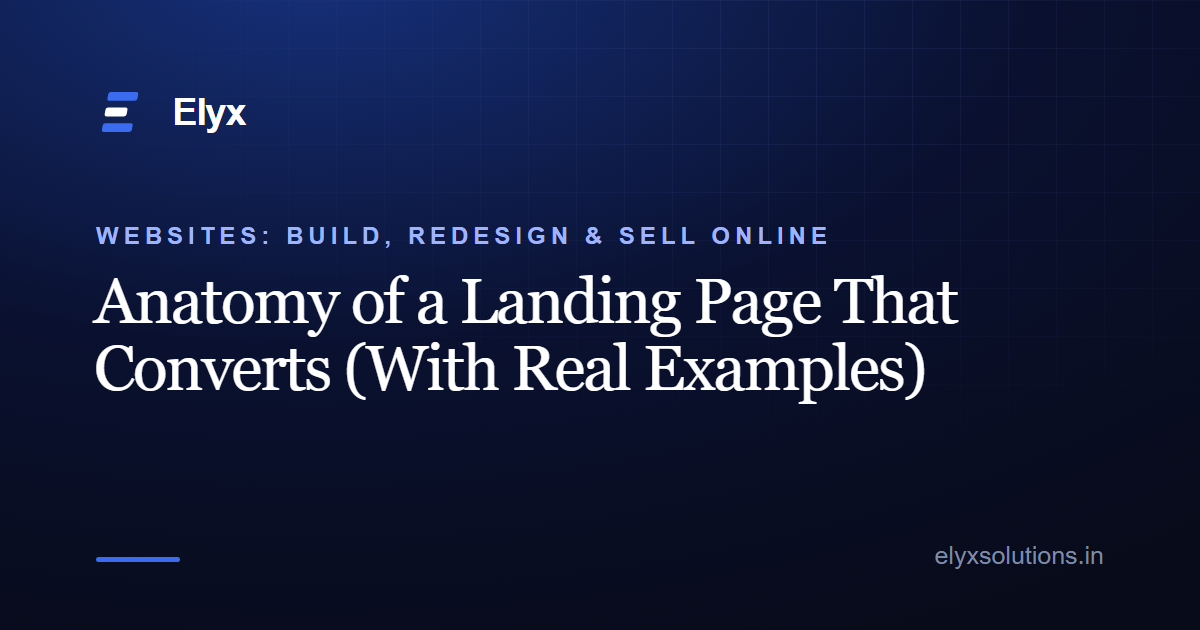 Elyx
WEBSITES: BUILD, REDESIGN & SELL ONLINE
Anatomy of a Landing Page That
Converts (With Real Examples)
elyxsolutions.in